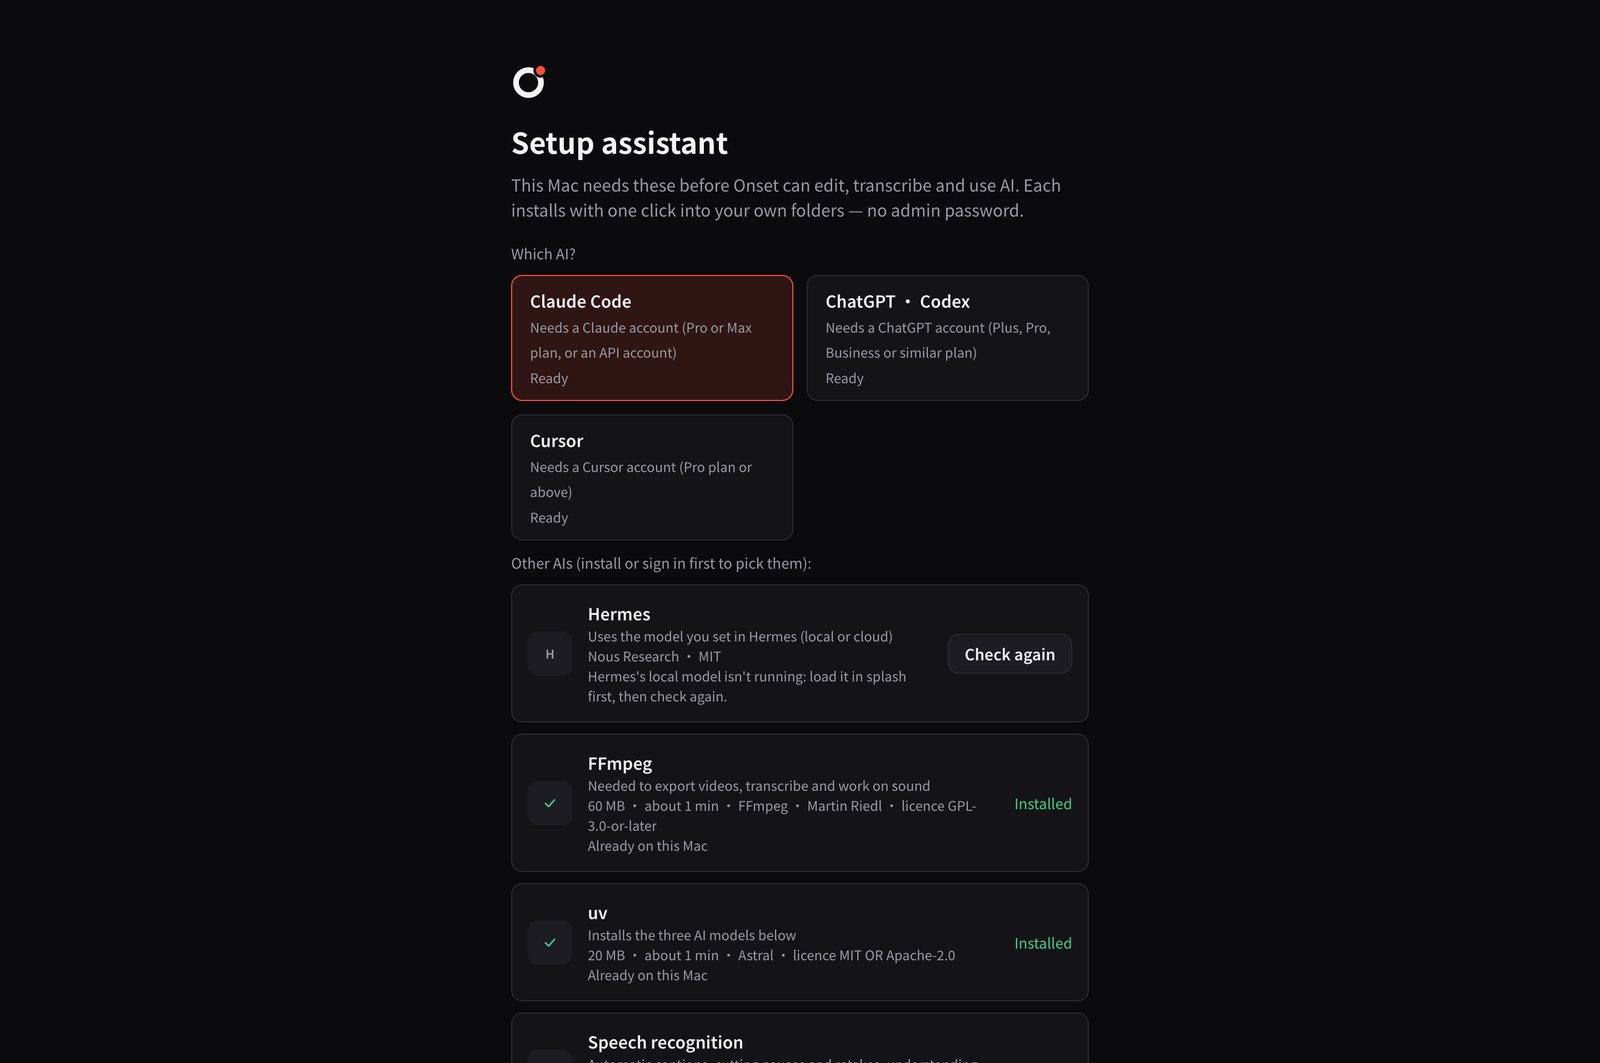 Setup assistant
This Mac needs these before Onset can edit, transcribe and use AI. Each
installs with one click into your own folders — no admin password.
Which AI?
Claude Code
Needs a Claude account (Pro or Max
plan, or an API account)
Ready
ChatGPT • Codex
Needs a ChatGPT account (Plus, Pro,
Business or similar plan)
Ready
Cursor
Needs a Cursor account (Pro plan or
above)
Ready
Other AIs (install or sign in first to pick them):
H
Hermes
Uses the model you set in Hermes (local or cloud)
Nous Research • MIT
Hermes's local model isn't running: load it in splash
first, then check again.
Check again
FFmpeg
Needed to export videos, transcribe and work on sound
60 MB • about 1 min • FFmpeg • Martin Riedl • licence GPL-
3.0-or-later
Already on this Mac
Installed
uv
Installs the three AI models below
20 MB • about 1 min • Astral • licence MIT OR Apache-2.0
Already on this Mac
Installed
Speech recognition